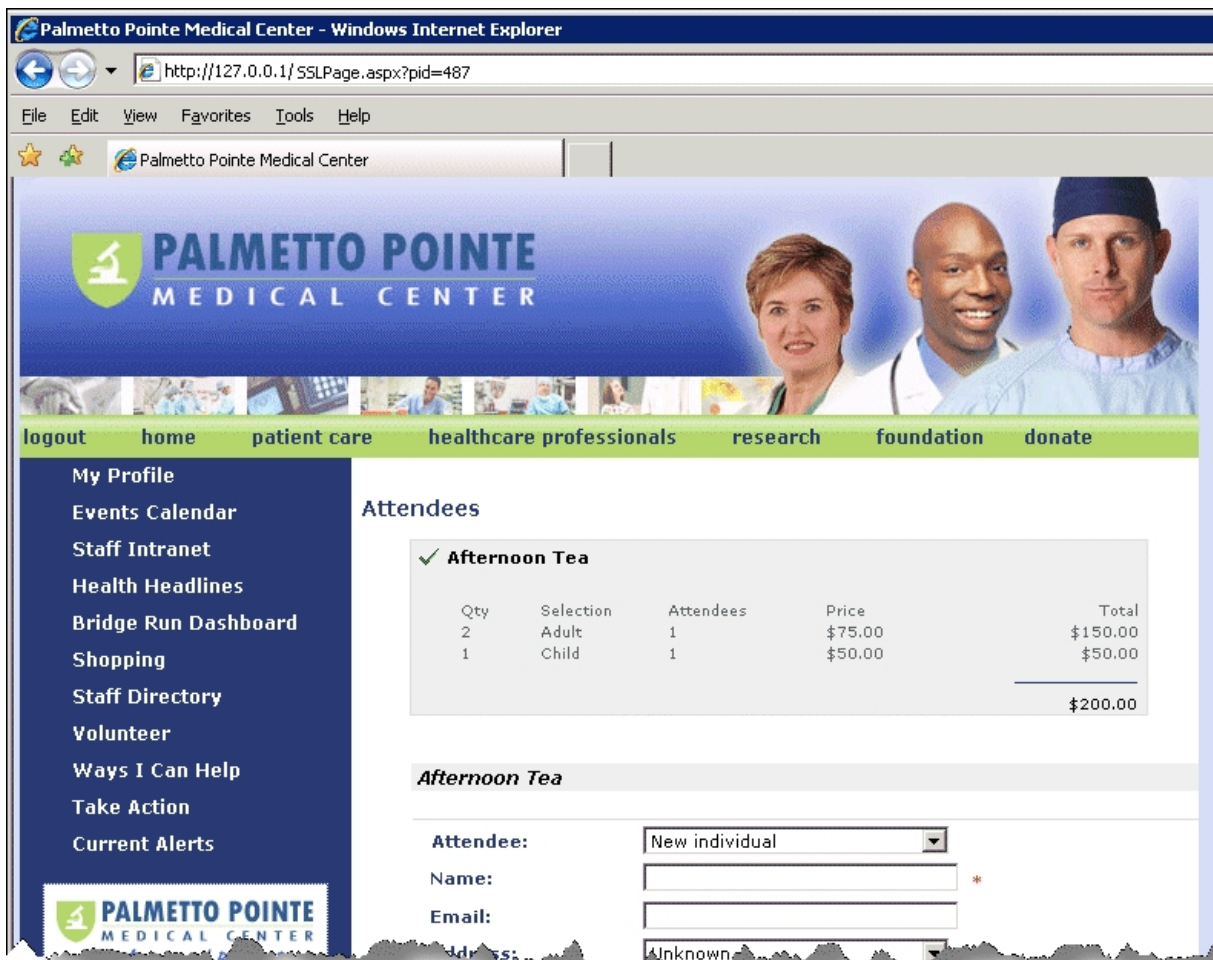 Palmetto Pointe Medical Center - Windows Internet Explorer
http://127.0.0.1/SSLPage.aspx?pid=487
File Edit View Favorites Tools Help
Palmetto Pointe Medical Center
PALMETTO POINTE
MEDICAL CENTER
logout home patient care healthcare professionals research foundation donate
My Profile
Events Calendar
Staff Intranet
Health Headlines
Bridge Run Dashboard
Shopping
Staff Directory
Volunteer
Ways I Can Help
Take Action
Current Alerts
PALMETTO POINTE
MEDICAL CENTER
Attendees
Afternoon Tea
Qty Selection Attendees Price Total
2 Adult 1 $75.00 $150.00
1 Child 1 $50.00 $50.00
$200.00
Afternoon Tea
Attendee: New individual
Name: *
Email:
Address: Unknown